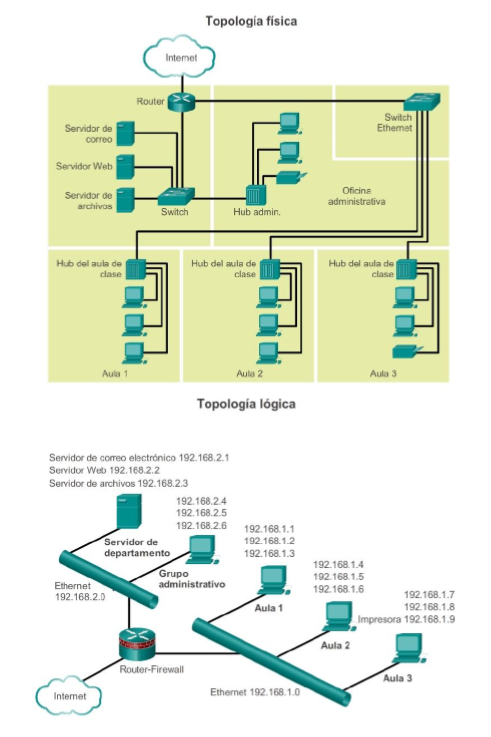 Topología física
Internet
Router
Switch
Ethernet
Servidor de
correo
Servidor Web
Servidor de
archivos
Switch
Hub admin.
Oficina
administrativa
Hub del aula de
clase
Hub del aula de
clase
Hub del aula de
clase
Aula 1
Aula 2
Aula 3
Topología lógica
Servidor de correo electrónico 192.168.2.1
Servidor Web 192.168.2.2
Servidor de archivos 192.168.2.3
192.168.2.4
192.168.2.5
192.168.2.6
Servidor de
departamento
192.168.1.1
192.168.1.2
192.168.1.3
Grupo
administrativo
Ethernet
192.168.2.0
192.168.1.4
192.168.1.5
192.168.1.6
Aula 1
192.168.1.7
192.168.1.8
Impresora 192.168.1.9
Aula 2
Router-Firewall
Aula 3
Internet
Ethernet 192.168.1.0